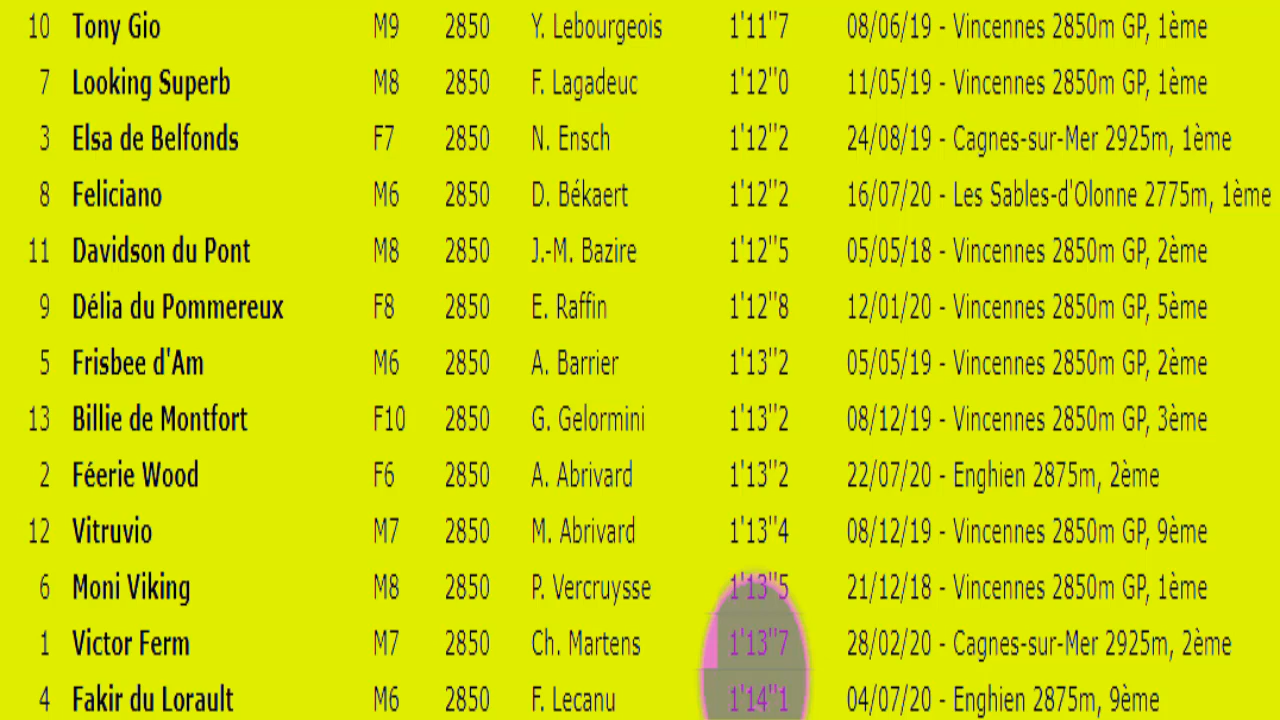 10 Tony Gio M9 2850 Y. Lebourgeois 1'11"7 08/06/19 - Vincennes 2850m GP, 1ème
7 Looking Superb M8 2850 F. Lagadeuc 1'12"0 11/05/19 - Vincennes 2850m GP, 1ème
3 Elsa de Belfonds F7 2850 N. Ensch 1'12"2 24/08/19 - Cagnes-sur-Mer 2925m, 1ème
8 Feliciano M6 2850 D. Békaert 1'12"2 16/07/20 - Les Sables-d'Olonne 2775m, 1ème
11 Davidson du Pont M8 2850 J.-M. Bazire 1'12"5 05/05/18 - Vincennes 2850m GP, 2ème
9 Délia du Pommereux F8 2850 E. Raffin 1'12"8 12/01/20 - Vincennes 2850m GP, 5ème
5 Frisbee d'Am M6 2850 A. Barrier 1'13"2 05/05/19 - Vincennes 2850m GP, 2ème
13 Billie de Montfort F10 2850 G. Gelormini 1'13"2 08/12/19 - Vincennes 2850m GP, 3ème
2 Féerie Wood F6 2850 A. Abrivard 1'13"2 22/07/20 - Enghien 2875m, 2ème
12 Vitruvio M7 2850 M. Abrivard 1'13"4 08/12/19 - Vincennes 2850m GP, 9ème
6 Moni Viking M8 2850 P. Vercruysse 1'13"5 21/12/18 - Vincennes 2850m GP, 1ème
1 Victor Ferm M7 2850 Ch. Martens 1'13"7 28/02/20 - Cagnes-sur-Mer 2925m, 2ème
4 Fakir du Lorault M6 2850 F. Lecanu 1'14"1 04/07/20 - Enghien 2875m, 9ème